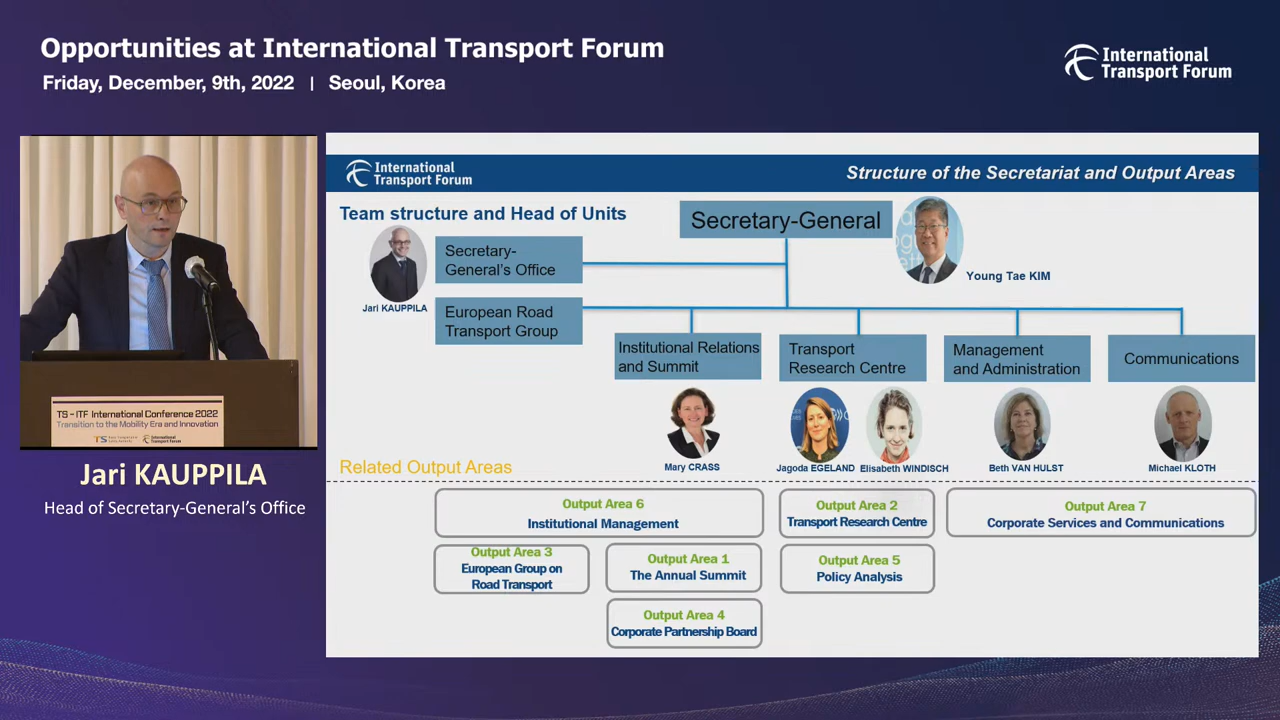 Opportunities at International Transport Forum
Friday, December, 9th, 2022 | Seoul, Korea
International
Transport Forum
International
Transport Forum
Structure of the Secretariat and Output Areas
Team structure and Head of Units
Secretary-General
Secretary-
General's Office
Young Tae KIM
Jari KAUPPILA
European Road
Transport Group
Institutional Relations
and Summit
Transport
Research Centre
Management
and Administration
Communications
Mary CRASS
Jagoda EGELAND
Elisabeth WINDISCH
Beth VAN HULST
Michael KLOTH
Related Output Areas
Output Area 6
Institutional Management
Output Area 2
Transport Research Centre
Output Area 7
Corporate Services and Communications
Output Area 3
European Group on
Road Transport
Output Area 1
The Annual Summit
Output Area 5
Policy Analysis
Output Area 4
Corporate Partnership Board
TS – ITF International Conference 2022
Transition to the Mobility Era and Innovation
TS
International
Transport Forum
Jari KAUPPILA
Head of Secretary-General's Office